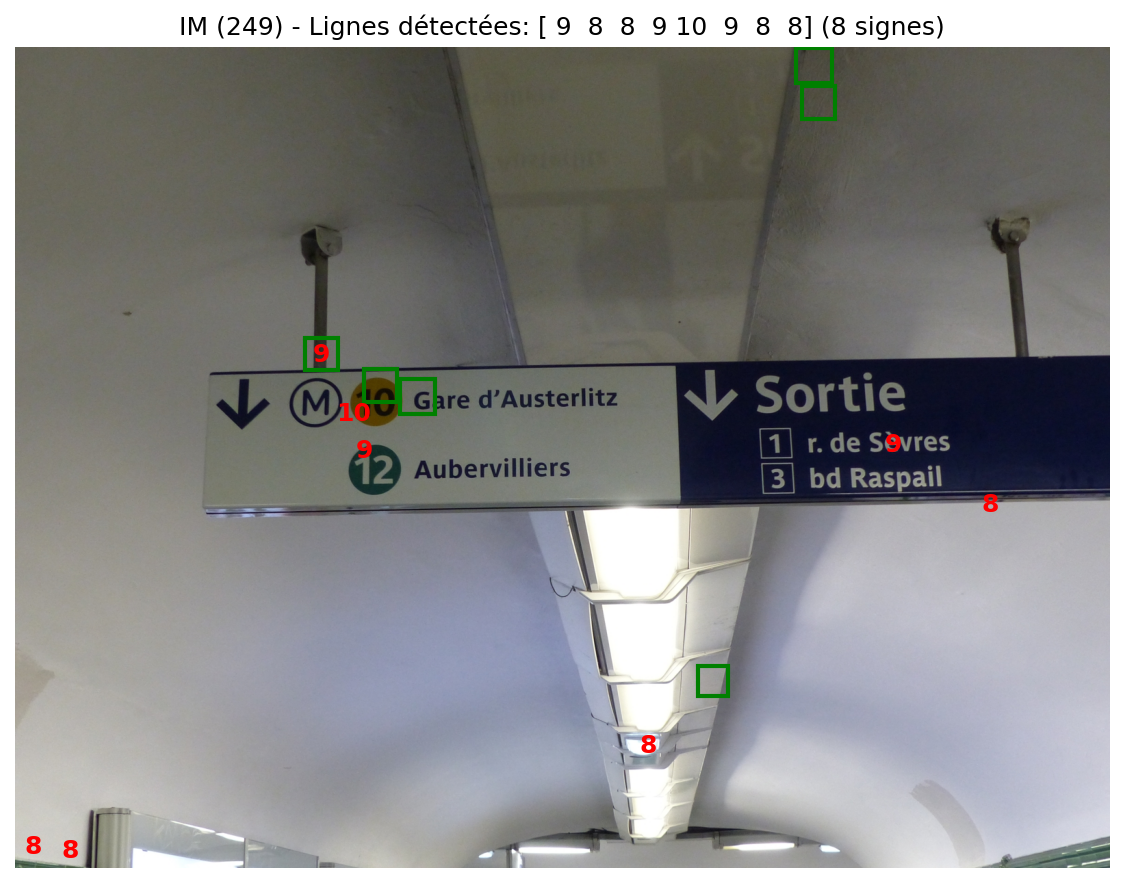 IM (249) - Lignes détectées: [ 9 8 8 9 10 9 8 8] (8 signes)
9
M 10 Gare d'Austerlitz
10
9
12 Aubervilliers
Sortie
1 r. de Sèvres
9
3 bd Raspail
8
8
8 8